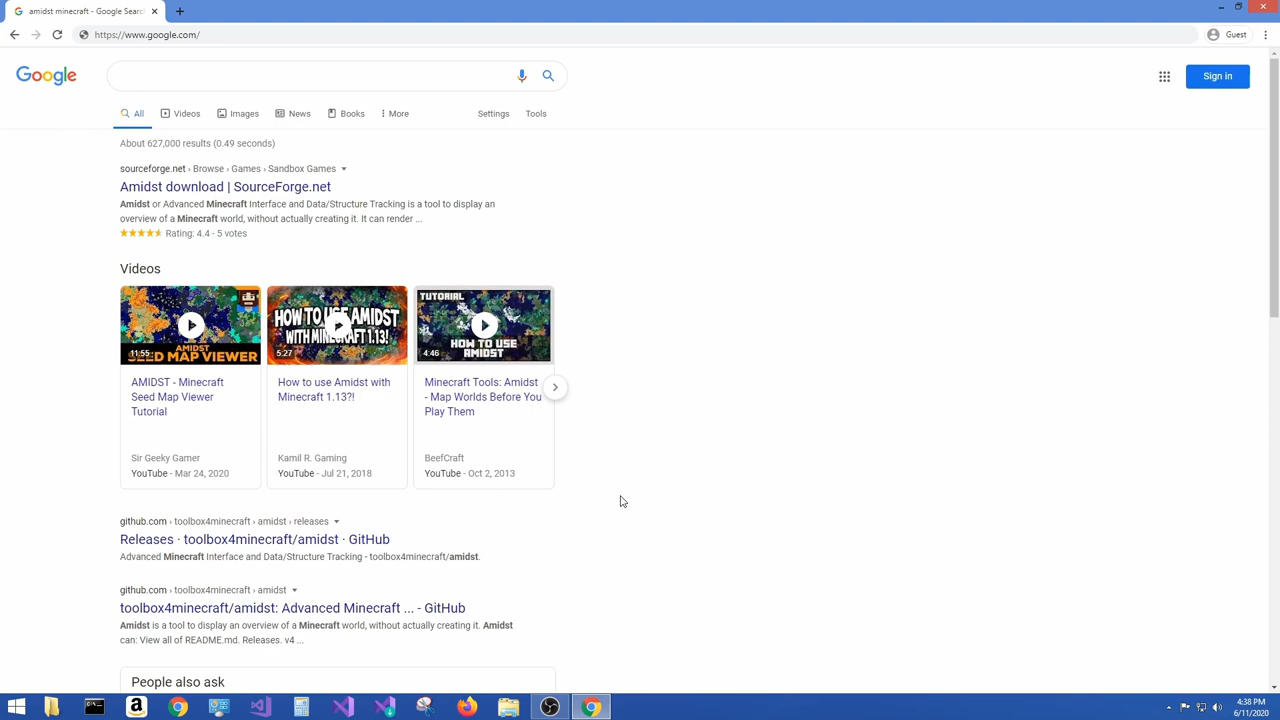 amidst minecraft - Google Searc
https://www.google.com/
Guest
Google
Sign in
All
Videos
Images
News
Books
More
Settings
Tools
About 627,000 results (0.49 seconds)
sourceforge.net › Browse › Games › Sandbox Games
Amidst download | SourceForge.net
Amidst or Advanced Minecraft Interface and Data/Structure Tracking is a tool to display an
overview of a Minecraft world, without actually creating it. It can render ...
Rating: 4.4 - 5 votes
Videos
11:55
AMIDST
SEED MAP VIEWER
AMIDST - Minecraft
Seed Map Viewer
Tutorial
Sir Geeky Gamer
YouTube - Mar 24, 2020
HOW TO USE AMIDST
WITH MINECRAFT 1.13!
5:27
How to use Amidst with
Minecraft 1.13?!
Kamil R. Gaming
YouTube - Jul 21, 2018
TUTORIAL
4:46
HOW TO USE
AMIDST
Minecraft Tools: Amidst
- Map Worlds Before You
Play Them
BeefCraft
YouTube - Oct 2, 2013
github.com › toolbox4minecraft › amidst › releases
Releases · toolbox4minecraft/amidst · GitHub
Advanced Minecraft Interface and Data/Structure Tracking - toolbox4minecraft/amidst.
github.com › toolbox4minecraft › amidst
toolbox4minecraft/amidst: Advanced Minecraft ... - GitHub
Amidst is a tool to display an overview of a Minecraft world, without actually creating it. Amidst
can: View all of README.md. Releases. v4 ...
People also ask
4:38 PM
6/11/2020